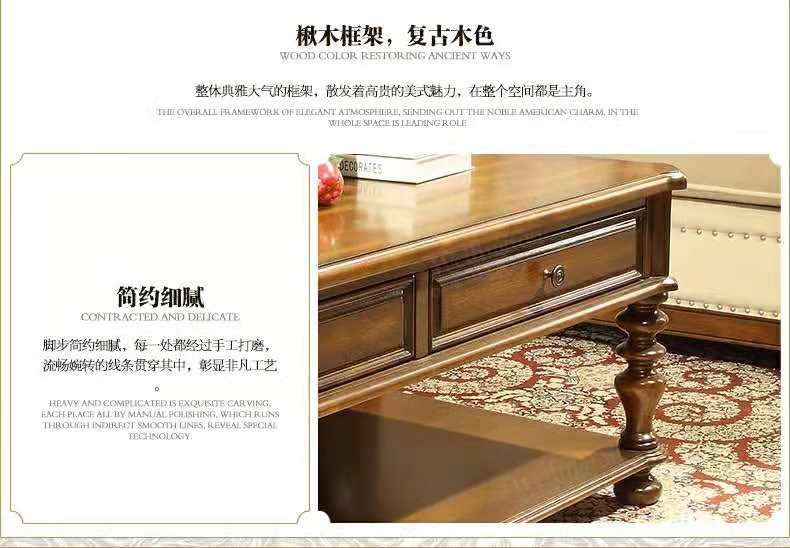 楸木框架，复古木色
WOOD COLOR RESTORING ANCIENT WAYS
整体典雅大气的框架，散发着高贵的美式魅力，在整个空间都是主角。
THE OVERALL FRAMEWORK OF ELEGANT ATMOSPHERE, SENDING OUT THE NOBLE AMERICAN CHARM, IN THE
WHOLE SPACE IS LEADING ROLE
DECORATES
简约细腻
CONTRACTED AND DELICATE
脚步简约细腻，每一处都经过手工打磨，
流畅婉转的线条贯穿其中，彰显非凡工艺
。
HEAVY AND COMPLICATED IS EXQUISITE CARVING,
EACH PLACE ALL BY MANUAL POLISHING, WHICH RUNS
THROUGH INDIRECT SMOOTH LINES, REVEAL SPECIAL
TECHNOLOGY.